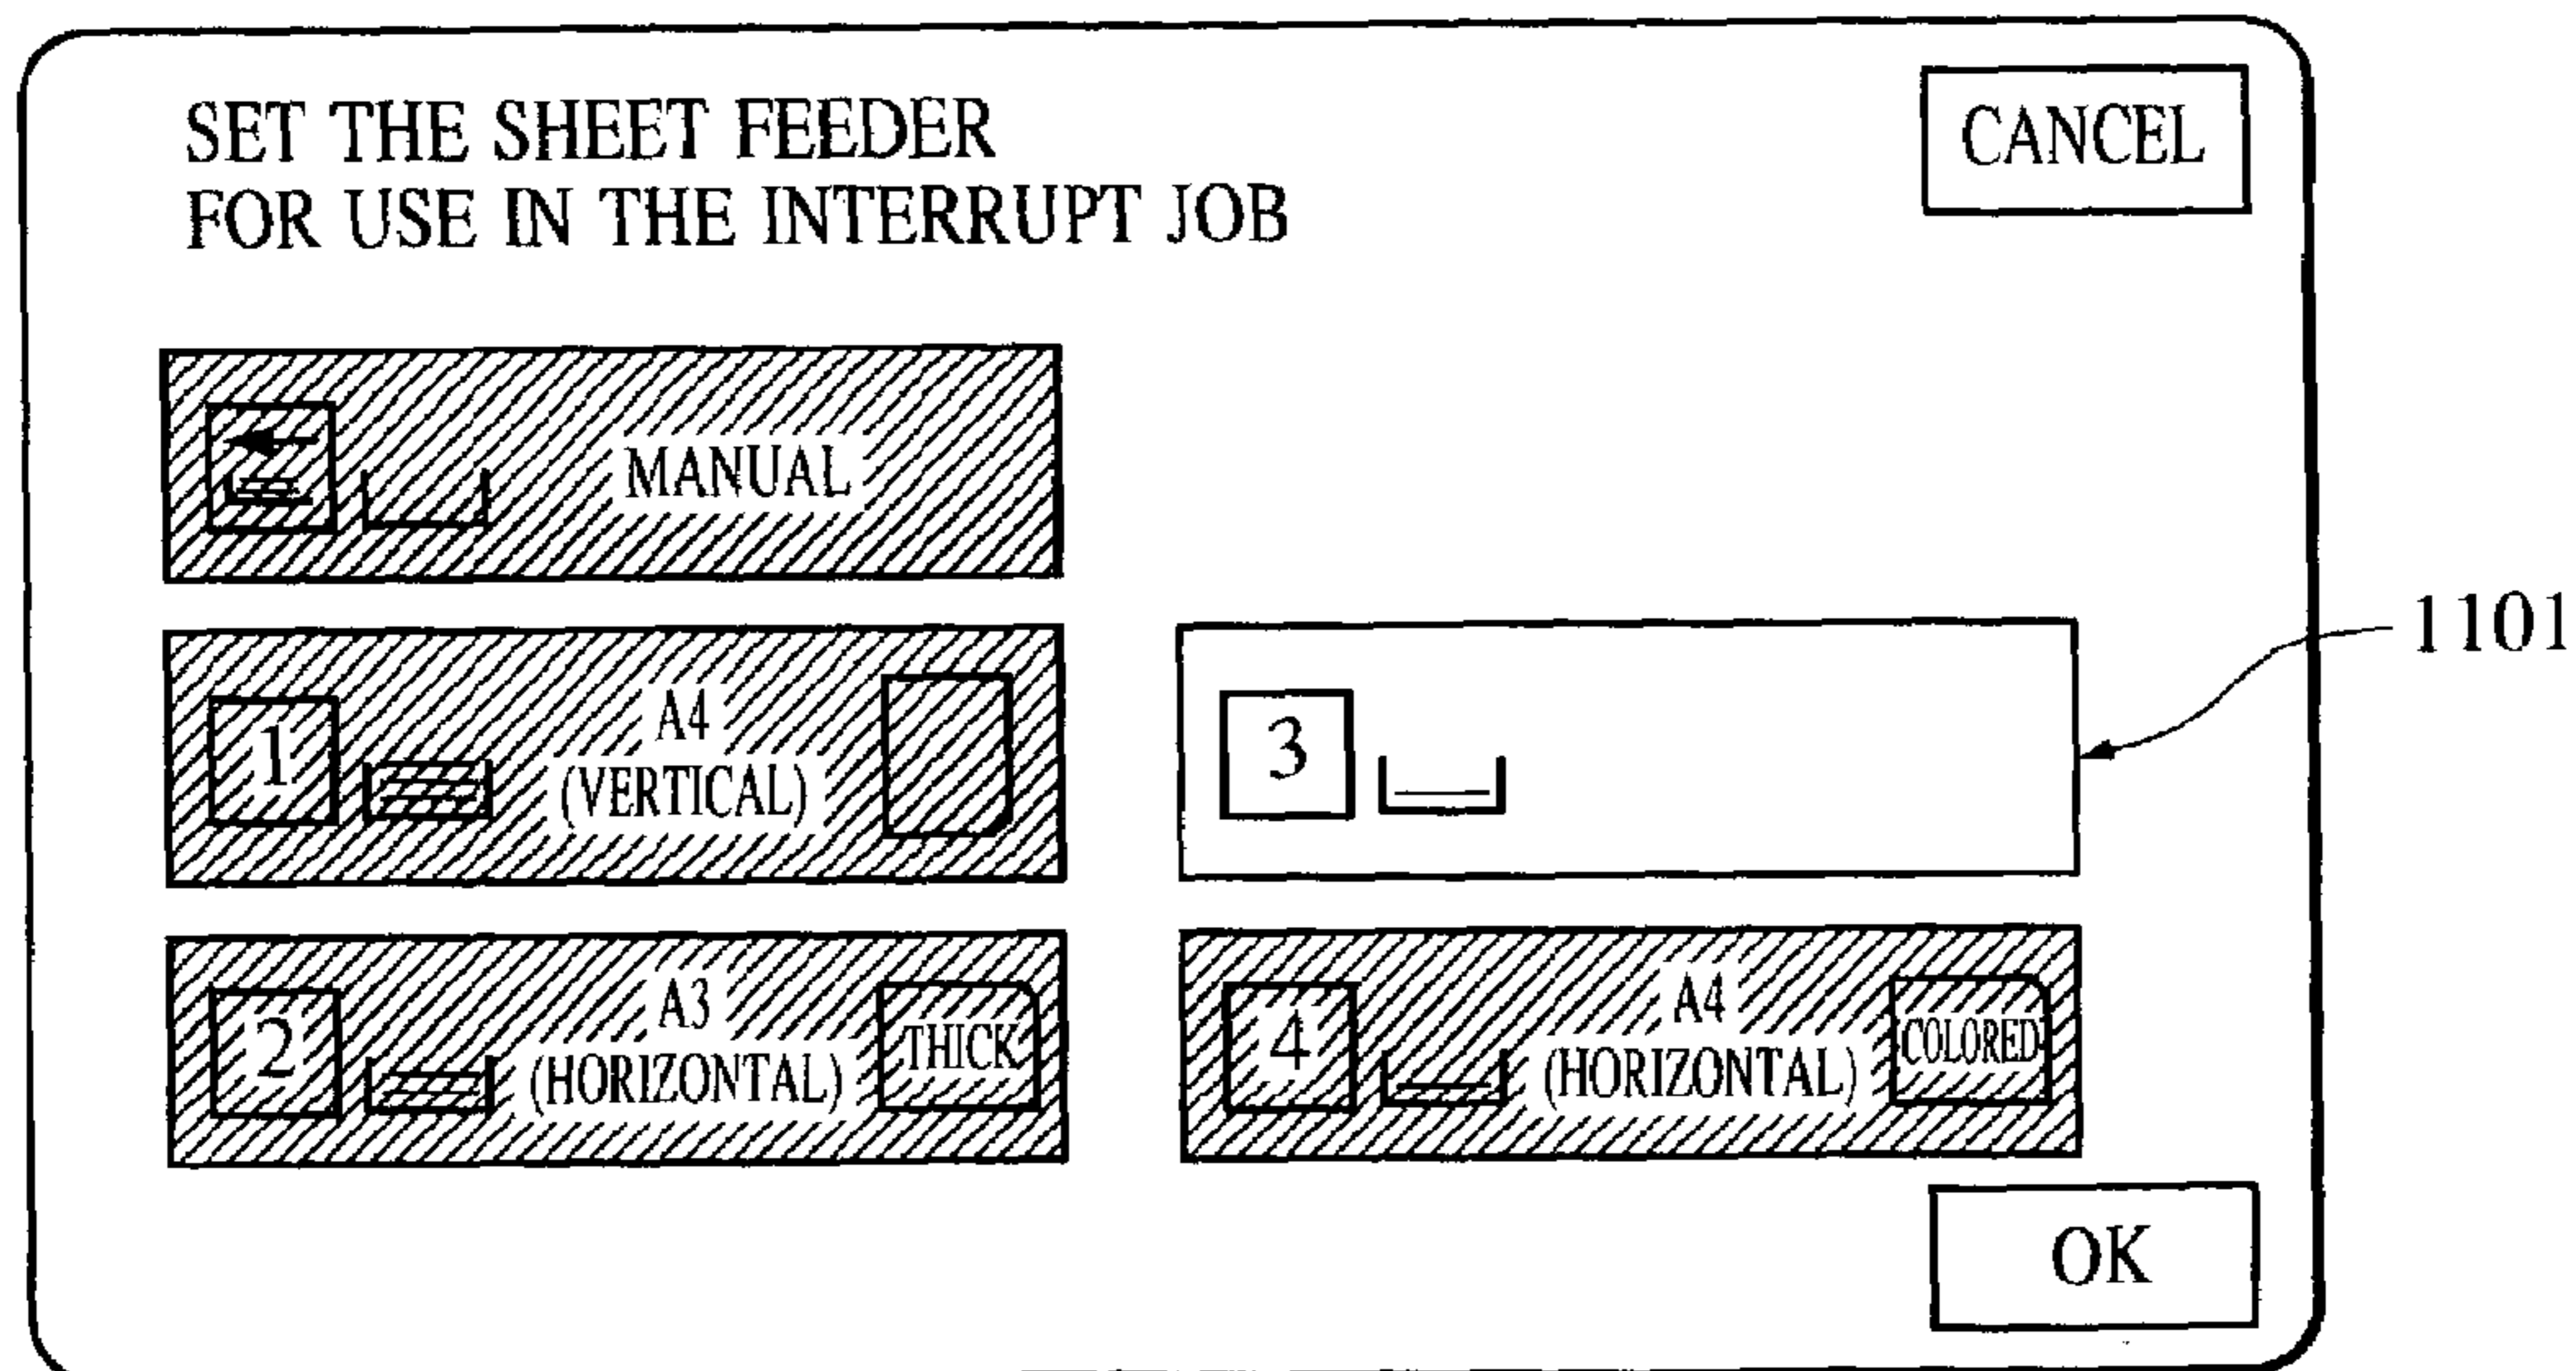 SET THE SHEET FEEDER
FOR USE IN THE INTERRUPT JOB
CANCEL
MANUAL
1
A4
(VERTICAL)
3
1101
2
A3
(HORIZONTAL)
THICK
4
A4
(HORIZONTAL)
COLORED
OK